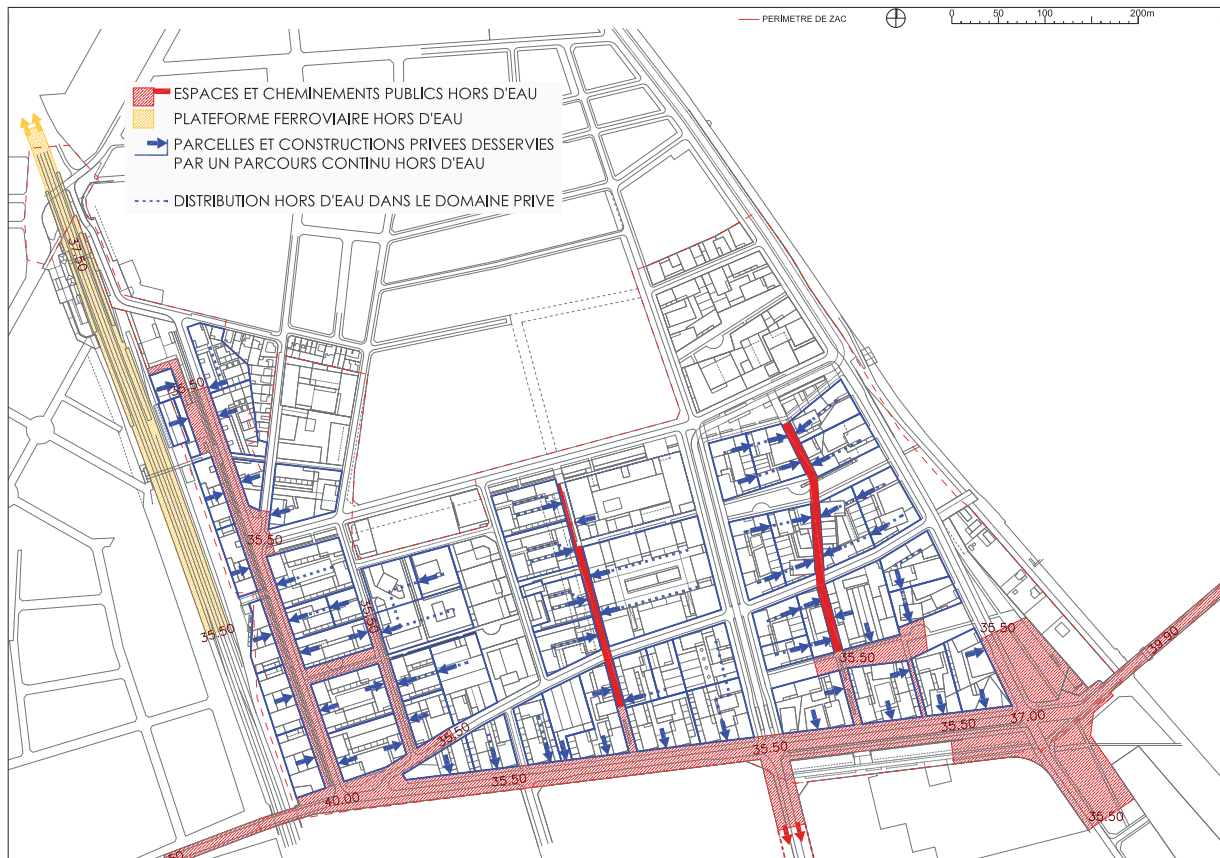 PERIMETRE DE ZAC
0 50 100 200m
ESPACES ET CHEMINEMENTS PUBLICS HORS D'EAU
PLATEFORME FERROVIAIRE HORS D'EAU
PARCELLES ET CONSTRUCTIONS PRIVEES DESSERVIES
PAR UN PARCOURS CONTINU HORS D'EAU
DISTRIBUTION HORS D'EAU DANS LE DOMAINE PRIVE
37.50
35.50
35.50
35.50
35.50
35.50
35.50
39.90
35.50
35.50
35.50
37.00
35.50
35.50
40.00
35.50
.50